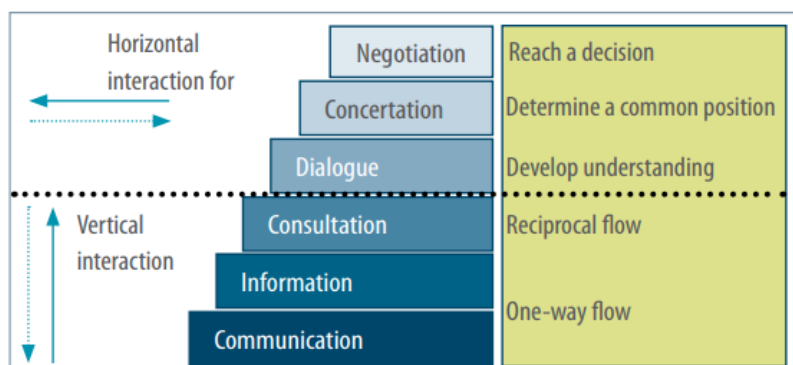 Horizontal
interaction for
Negotiation
Reach a decision
Concertation
Determine a common position
Dialogue
Develop understanding
Vertical
interaction
Consultation
Reciprocal flow
Information
One-way flow
Communication